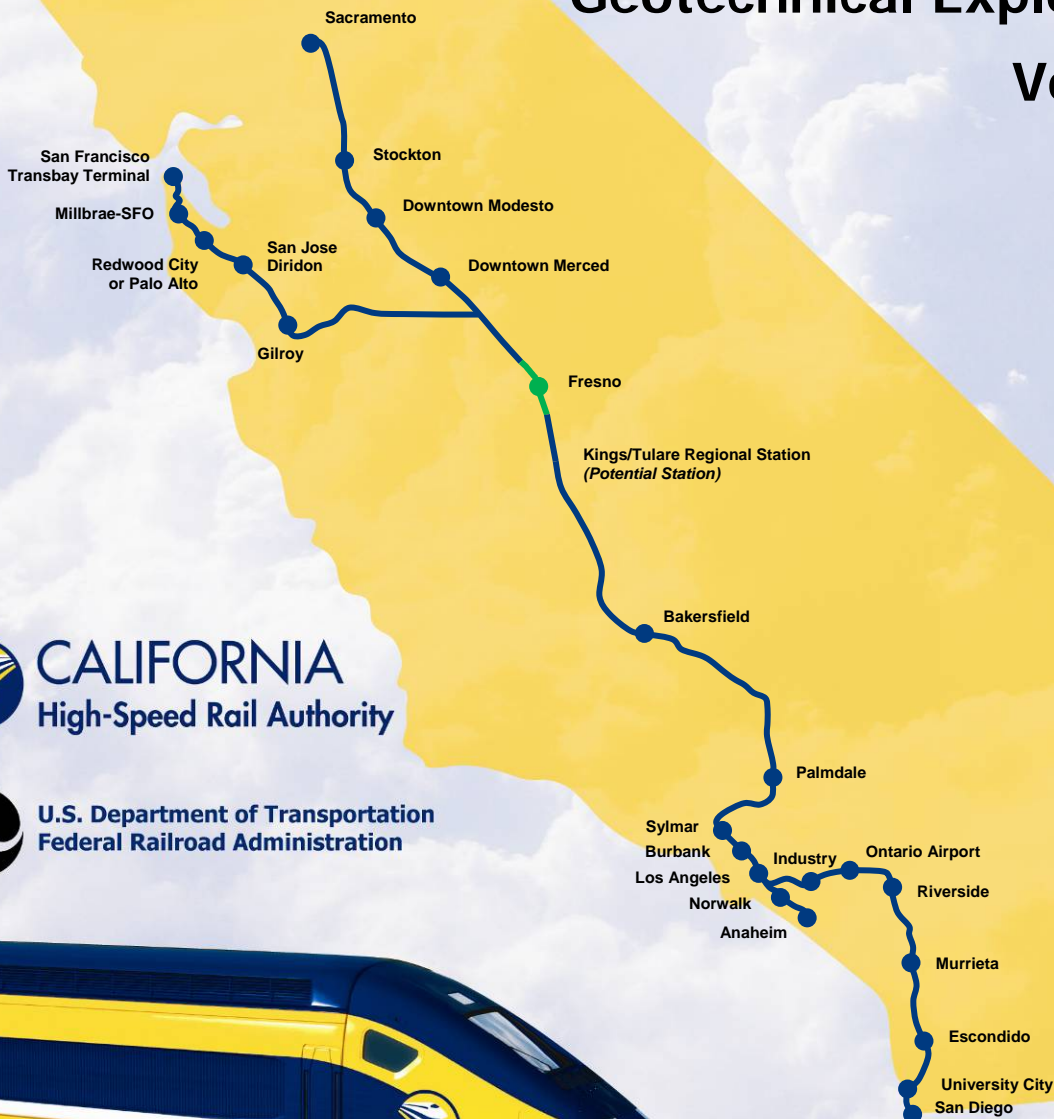 Geotechnical Explo
Ve
Sacramento
San Francisco
Transbay Terminal
Stockton
Millbrae-SFO
Downtown Modesto
Redwood City
or Palo Alto
San Jose
Diridon
Downtown Merced
Gilroy
Fresno
Kings/Tulare Regional Station
(Potential Station)
Bakersfield
CALIFORNIA
High-Speed Rail Authority
Palmdale
U.S. Department of Transportation
Federal Railroad Administration
Sylmar
Burbank
Los Angeles
Industry
Ontario Airport
Norwalk
Riverside
Anaheim
Murrieta
Escondido
University City
San Diego